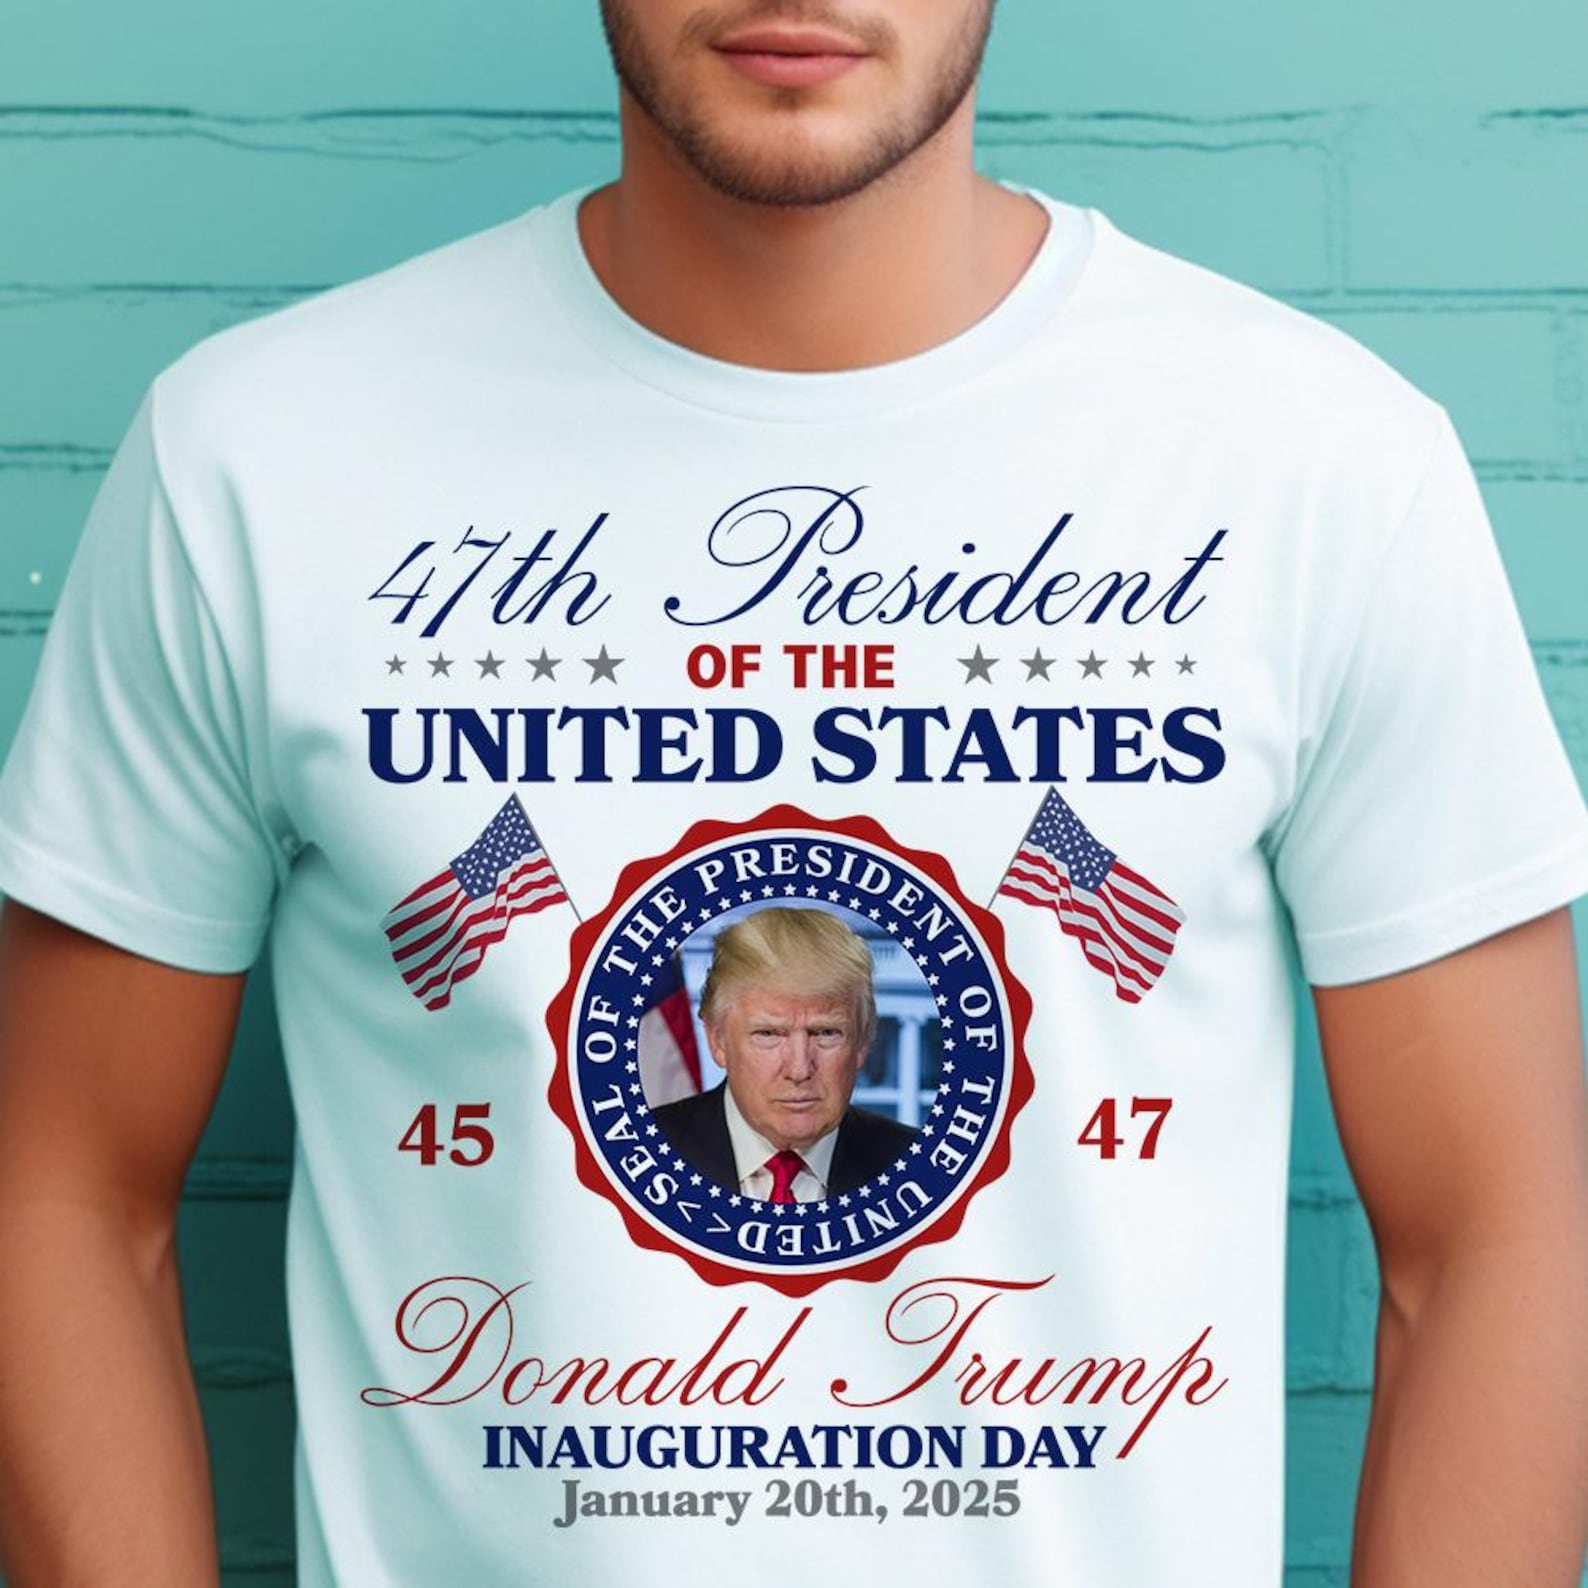 47th President
OF THE
UNITED STATES
<>SEAL OF THE PRESIDENT OF THE UNITED
45
47
Donald Trump
INAUGURATION DAY
January 20th, 2025